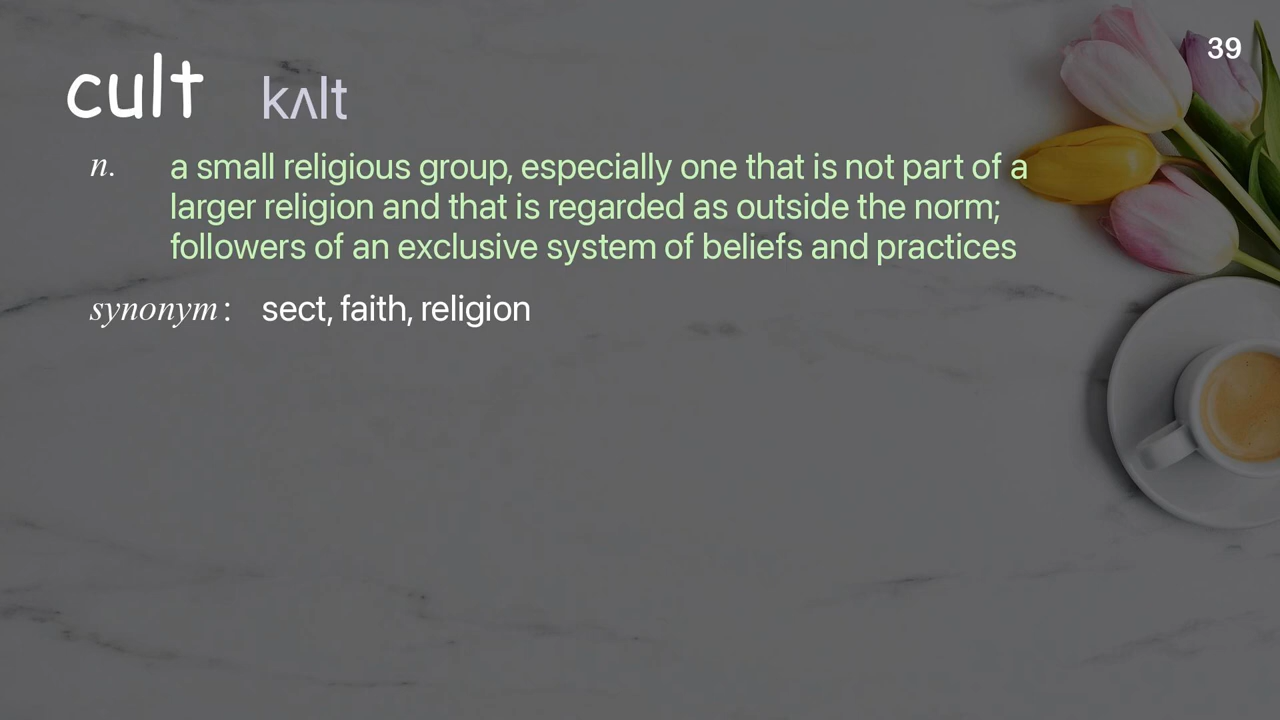 39
cult kʌlt
n. a small religious group, especially one that is not part of a
larger religion and that is regarded as outside the norm;
followers of an exclusive system of beliefs and practices
synonym: sect, faith, religion